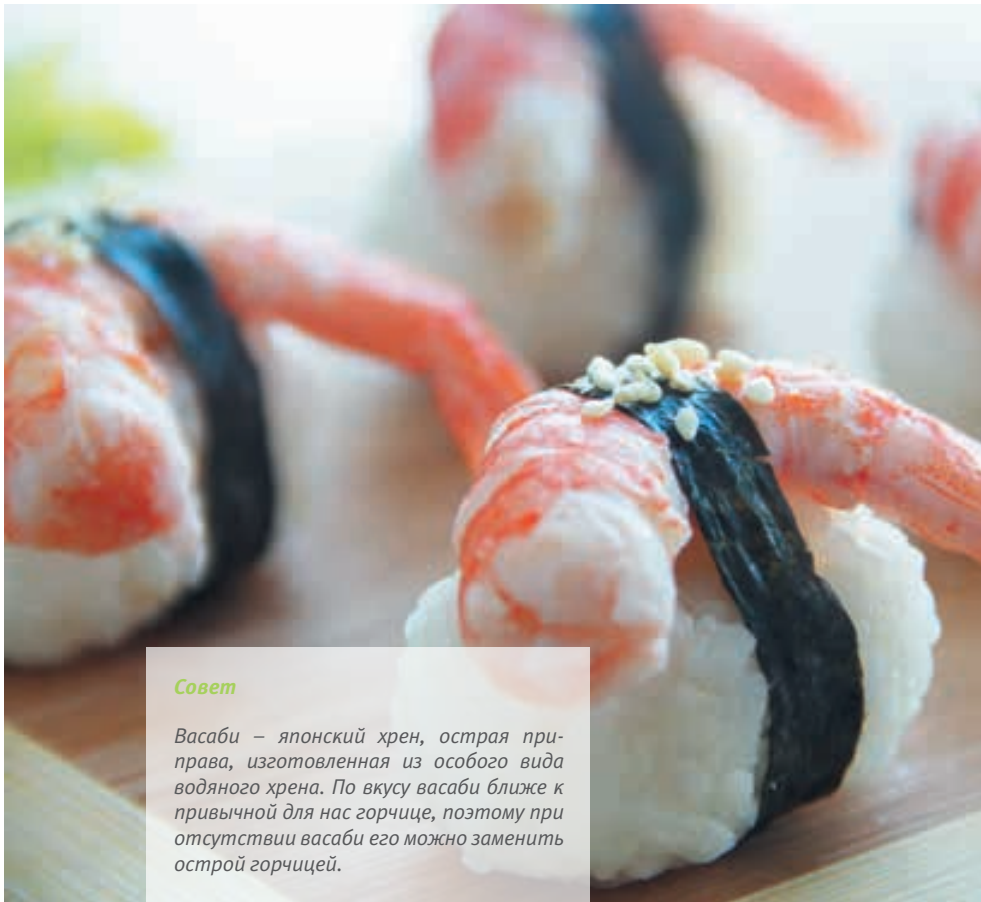 Совет
Васаби – японский хрен, острая при-
права, изготовленная из особого вида
водяного хрена. По вкусу васаби ближе к
привычной для нас горчице, поэтому при
отсутствии васаби его можно заменить
острой горчицей.